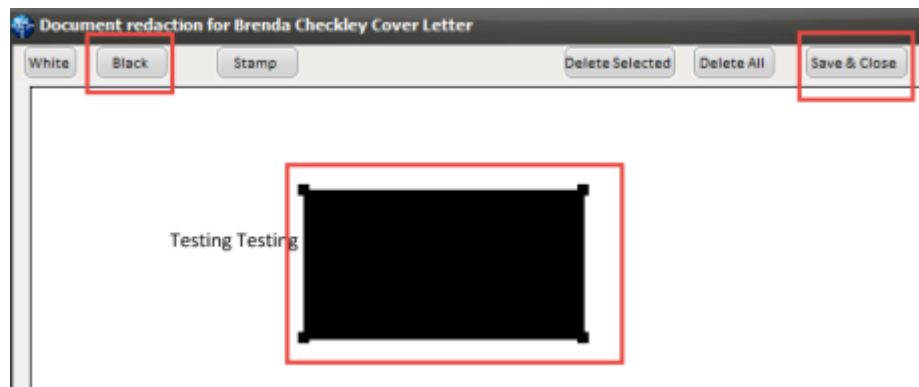 Document redaction for Brenda Checkley Cover Letter
White Black Stamp Delete Selected Delete All Save & Close
Testing Testing